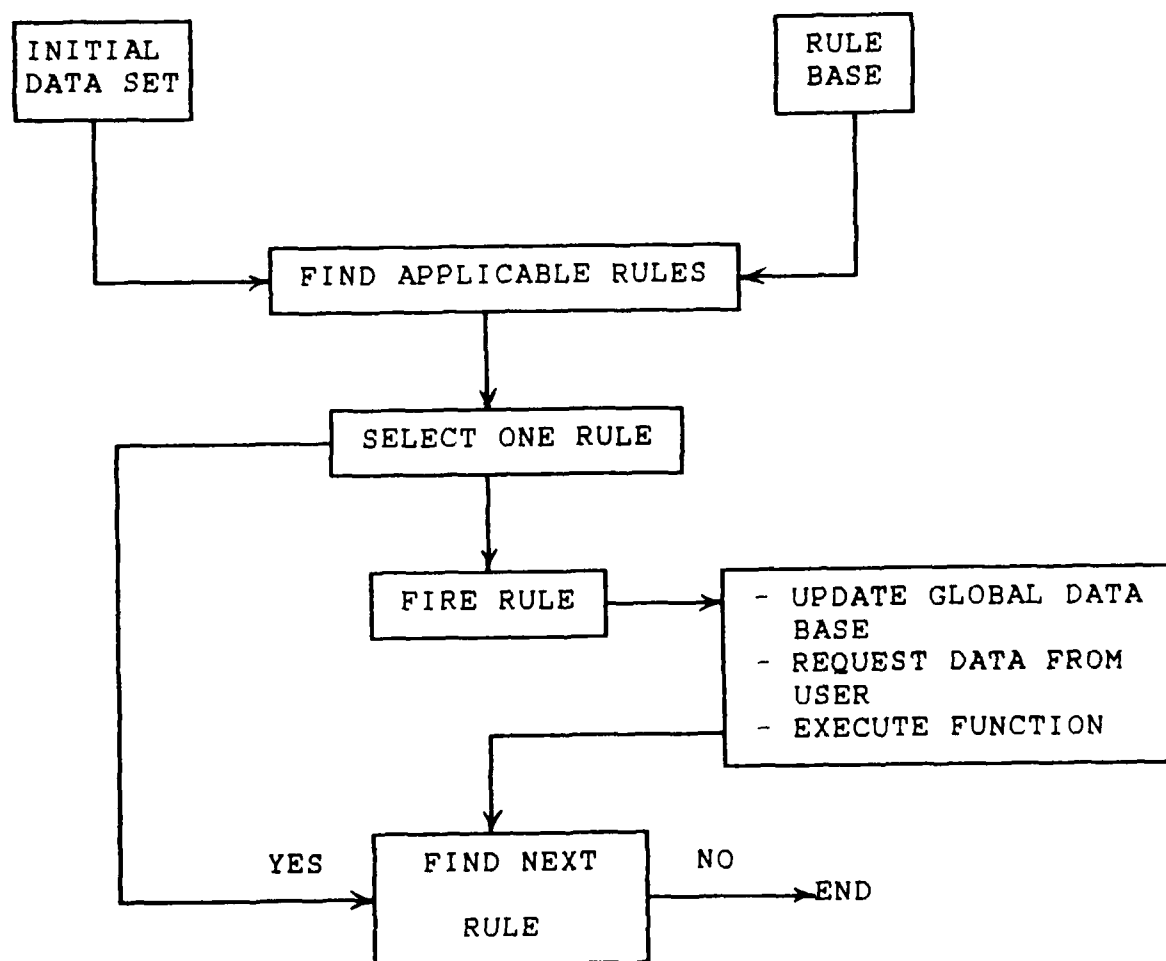 INITIAL
DATA SET
RULE
BASE
FIND APPLICABLE RULES
SELECT ONE RULE
FIRE RULE
- UPDATE GLOBAL DATA
BASE
- REQUEST DATA FROM
USER
- EXECUTE FUNCTION
YES
FIND NEXT
RULE
NO
END